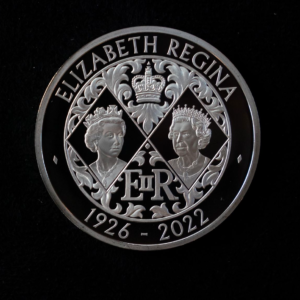 ELIZABETH REGINA
EIIR
1926 - 2022